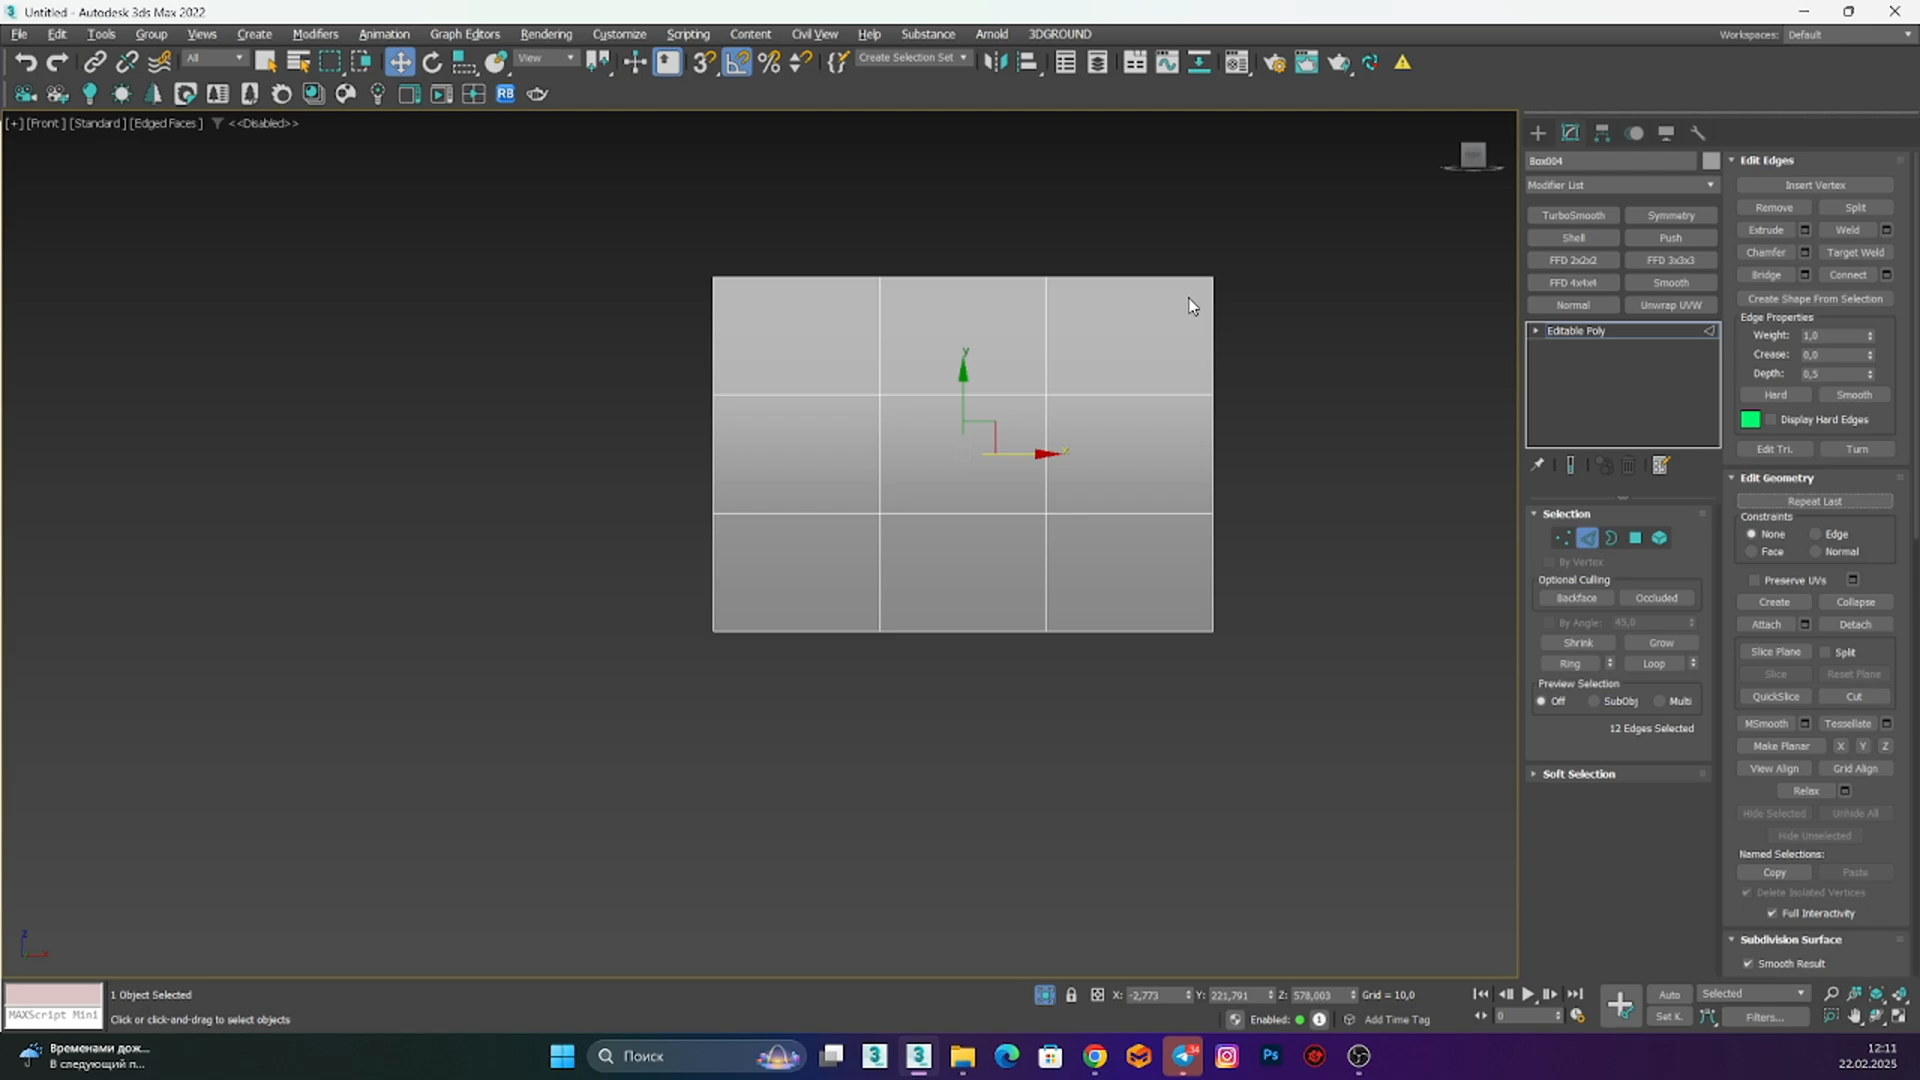 Untitled - Autodesk 3ds Max 2022
File Edit Tools Group Views Create Modifiers Animation Graph Editors Rendering Customize Scripting Content Civil View Help Substance Arnold 3DGROUND
Workspaces: Default
All View Create Selection Set
RB
[+] [Front ] [Standard ] [Edged Faces ] <<Disabled>>
y
x
z
x
Box004
Modifier List
TurboSmooth Symmetry
Shell Push
FFD 2x2x2 FFD 3x3x3
FFD 4x4x4 Smooth
Normal Unwrap UVW
Editable Poly
Selection
By Vertex
Optional Culling
Backface Occluded
By Angle: 45,0
Shrink Grow
Ring Loop
Preview Selection
Off SubObj Multi
12 Edges Selected
Soft Selection
Edit Edges
Insert Vertex
Remove Split
Extrude Weld
Chamfer Target Weld
Bridge Connect
Create Shape From Selection
Edge Properties
Weight: 1,0
Crease: 0,0
Depth: 0,5
Hard Smooth
Display Hard Edges
Edit Tri. Turn
Edit Geometry
Repeat Last
Constraints
None Edge
Face Normal
Preserve UVs
Create Collapse
Attach Detach
Slice Plane Split
Slice Reset Plane
QuickSlice Cut
MSmooth Tessellate
Make Planar X Y Z
View Align Grid Align
Relax
Hide Selected Unhide All
Hide Unselected
Named Selections:
Copy Paste
Delete Isolated Vertices
Full Interactivity
Subdivision Surface
Smooth Result
MAXScript Mini
1 Object Selected
Click or click-and-drag to select objects
X: -2,773 Y: 221,791 Z: 578,003 Grid = 10,0
Enabled: 1 Add Time Tag
0
Auto Selected
Set K. Filters...
Временами дож...
В следующий п...
Поиск
34
Ps
12:11
22.02.2025